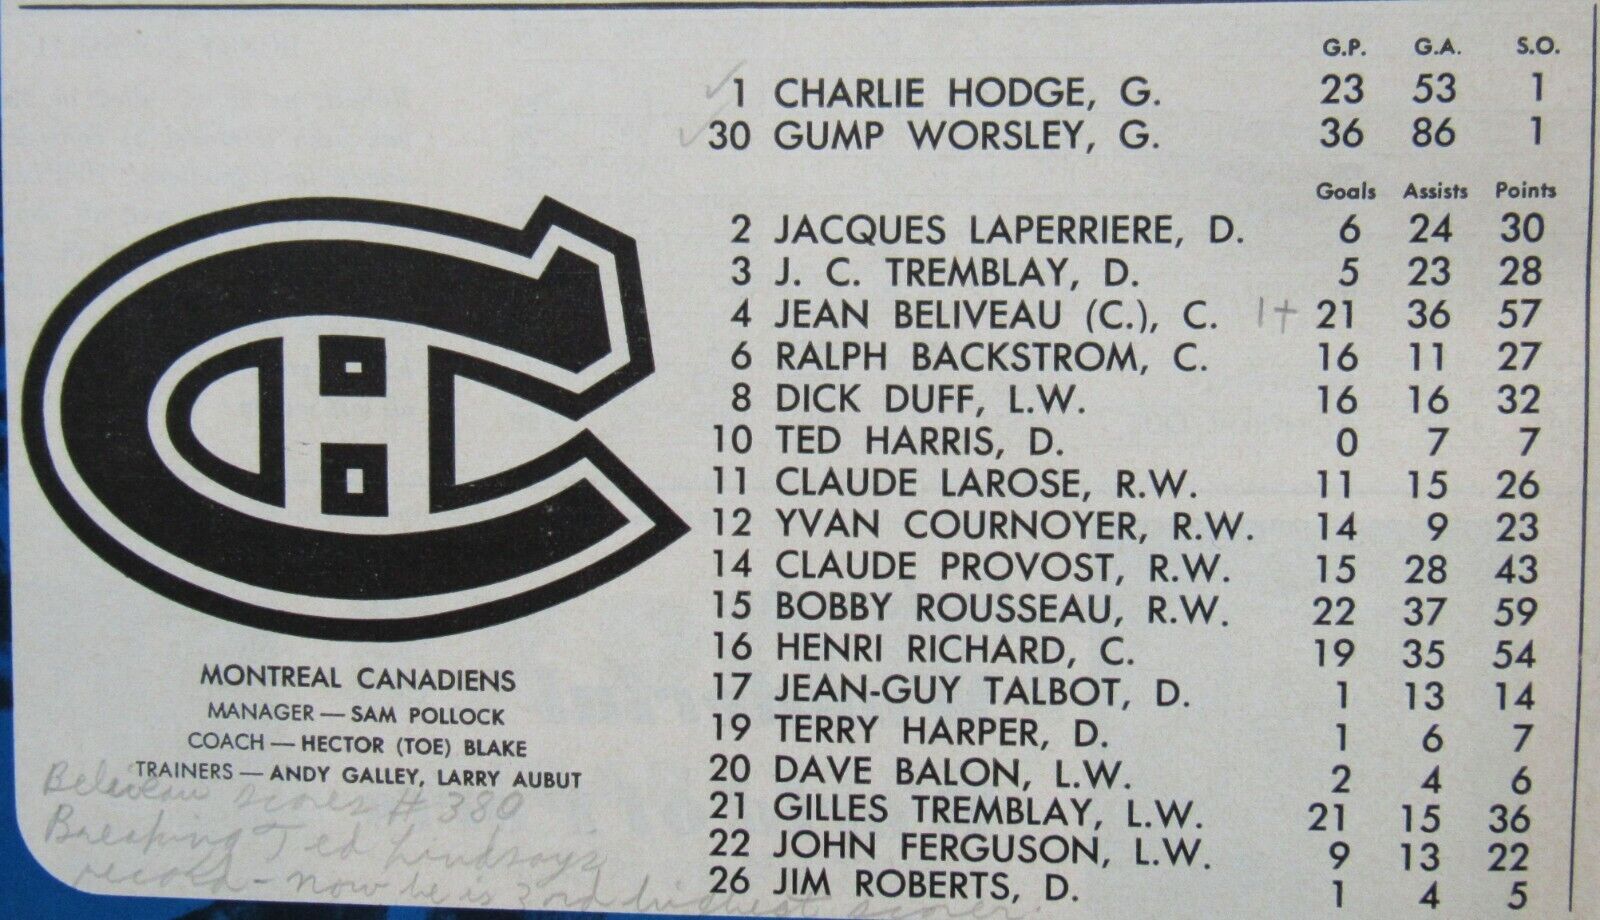 G.P. G.A. S.O.
1 CHARLIE HODGE, G. 23 53 1
30 GUMP WORSLEY, G. 36 86 1
Goals Assists Points
2 JACQUES LAPERRIERE, D. 6 24 30
3 J. C. TREMBLAY, D. 5 23 28
4 JEAN BELIVEAU (C.), C. 1+ 21 36 57
6 RALPH BACKSTROM, C. 16 11 27
8 DICK DUFF, L.W. 16 16 32
10 TED HARRIS, D. 0 7 7
11 CLAUDE LAROSE, R.W. 11 15 26
12 YVAN COURNOYER, R.W. 14 9 23
14 CLAUDE PROVOST, R.W. 15 28 43
15 BOBBY ROUSSEAU, R.W. 22 37 59
16 HENRI RICHARD, C. 19 35 54
17 JEAN-GUY TALBOT, D. 1 13 14
19 TERRY HARPER, D. 1 6 7
20 DAVE BALON, L.W. 2 4 6
21 GILLES TREMBLAY, L.W. 21 15 36
22 JOHN FERGUSON, L.W. 9 13 22
26 JIM ROBERTS, D. 1 4 5
MONTREAL CANADIENS
MANAGER — SAM POLLOCK
COACH — HECTOR (TOE) BLAKE
TRAINERS — ANDY GALLEY, LARRY AUBUT
scores # 380
Breaking Ted Lindsays
record - now he is 3rd highest scorer.